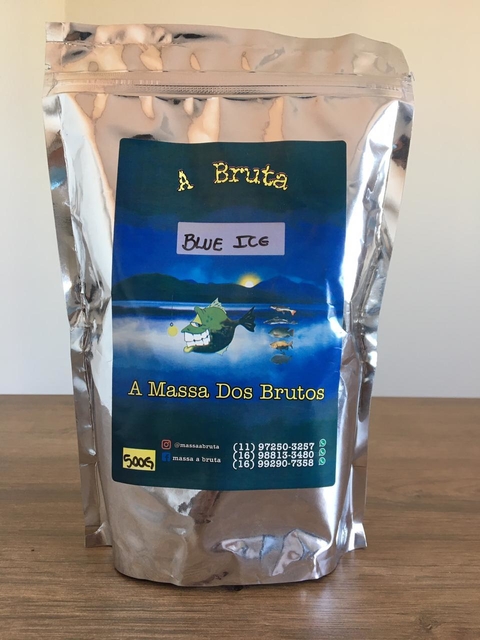 A Bruta
BLUE ICE
A Massa Dos Brutos
500G
@massaabruta
massa a bruta
(11) 97250-3257
(16) 98813-3480
(16) 99290-7358